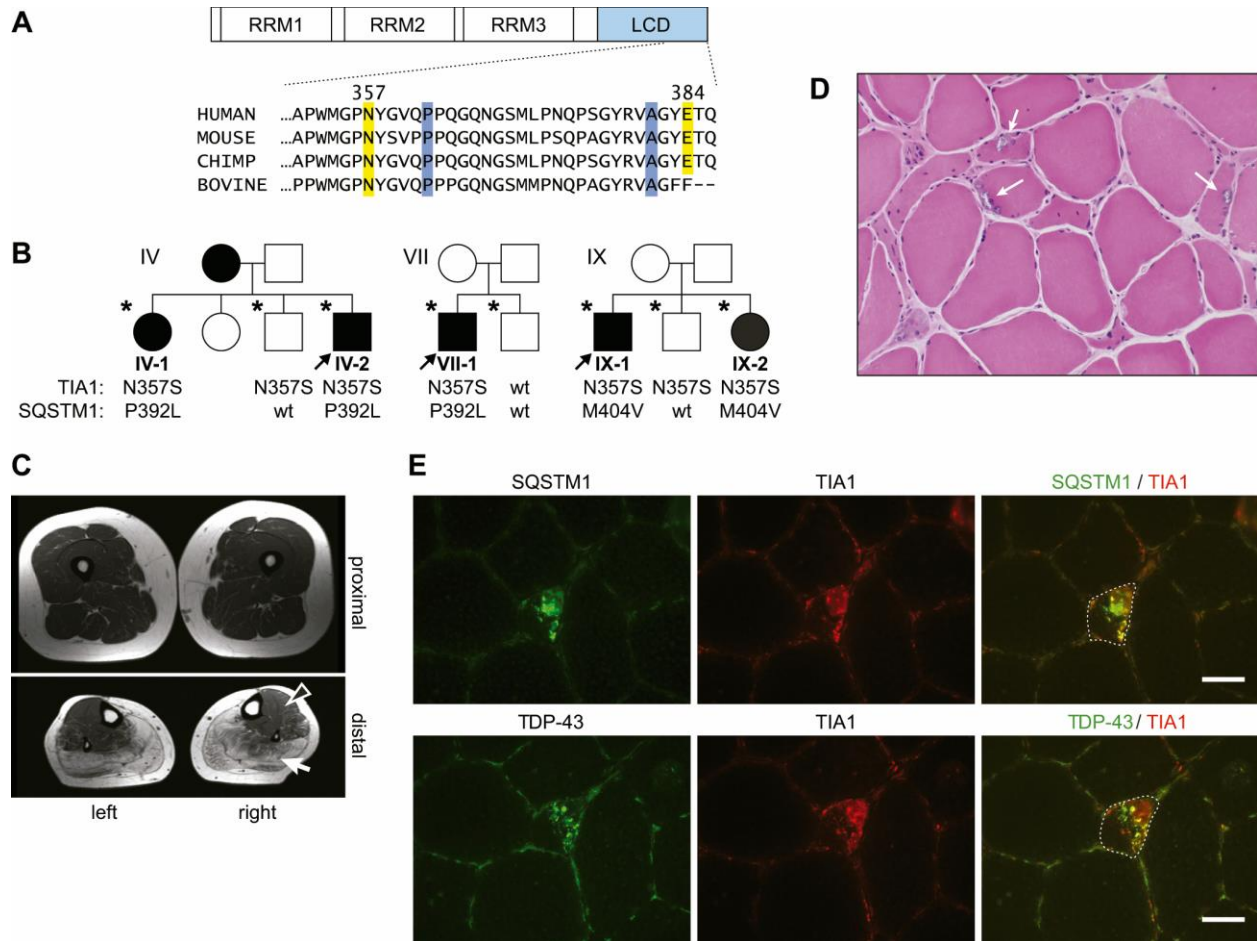 A
RRM1 RRM2 RRM3 LCD
357 384
HUMAN …APWMGPNYGVQPPQGQNGSMLPNQPSGYRVAGYETQ
MOUSE …APWMGPNYSVPPPQGQNGSMLPSQPAGYRVAGYETQ
CHIMP …APWMGPNYGVQPPQGQNGSMLPNQPSGYRVAGYETQ
BOVINE …PPWMGPNYGVQPPPGQNGSMMPNQPAGYRVAGFF--
B
IV VII IX
* * * * * * * *
IV-1 IV-2 VII-1 IX-1 IX-2
TIA1: N357S N357S N357S N357S wt N357S N357S N357S
SQSTM1: P392L wt P392L P392L wt M404V wt M404V
C
proximal
distal
left right
D
E
SQSTM1 TIA1 SQSTM1 / TIA1
TDP-43 TIA1 TDP-43 / TIA1